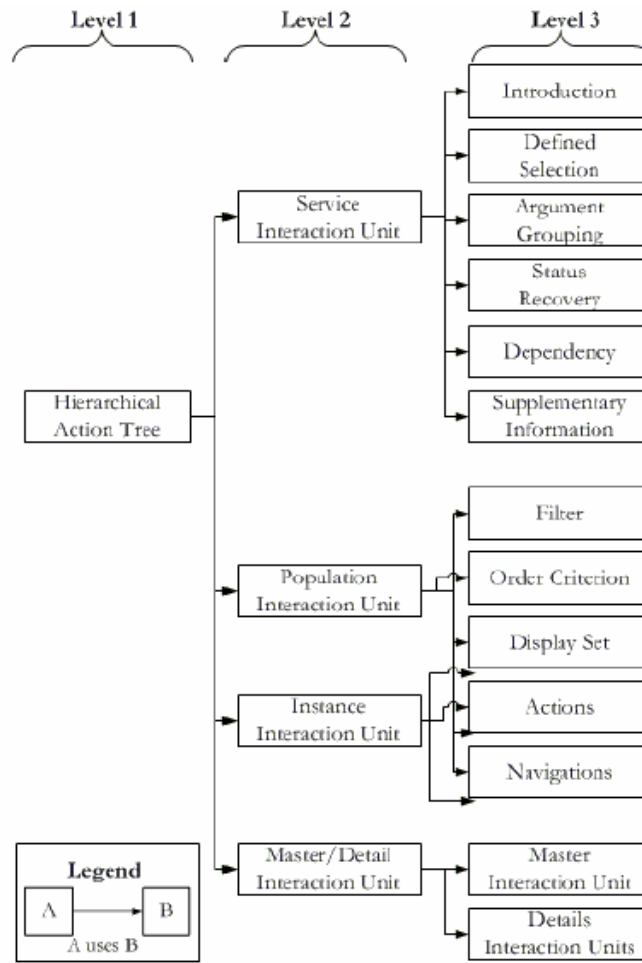 Level 1
Level 2
Level 3
Introduction
Defined
Selection
Service
Interaction Unit
Argument
Grouping
Status
Recovery
Dependency
Hierarchical
Action Tree
Supplementary
Information
Filter
Population
Interaction Unit
Order Criterion
Display Set
Instance
Interaction Unit
Actions
Navigations
Master/Detail
Interaction Unit
Master
Interaction Unit
Details
Interaction Units
Legend
A
B
A uses B